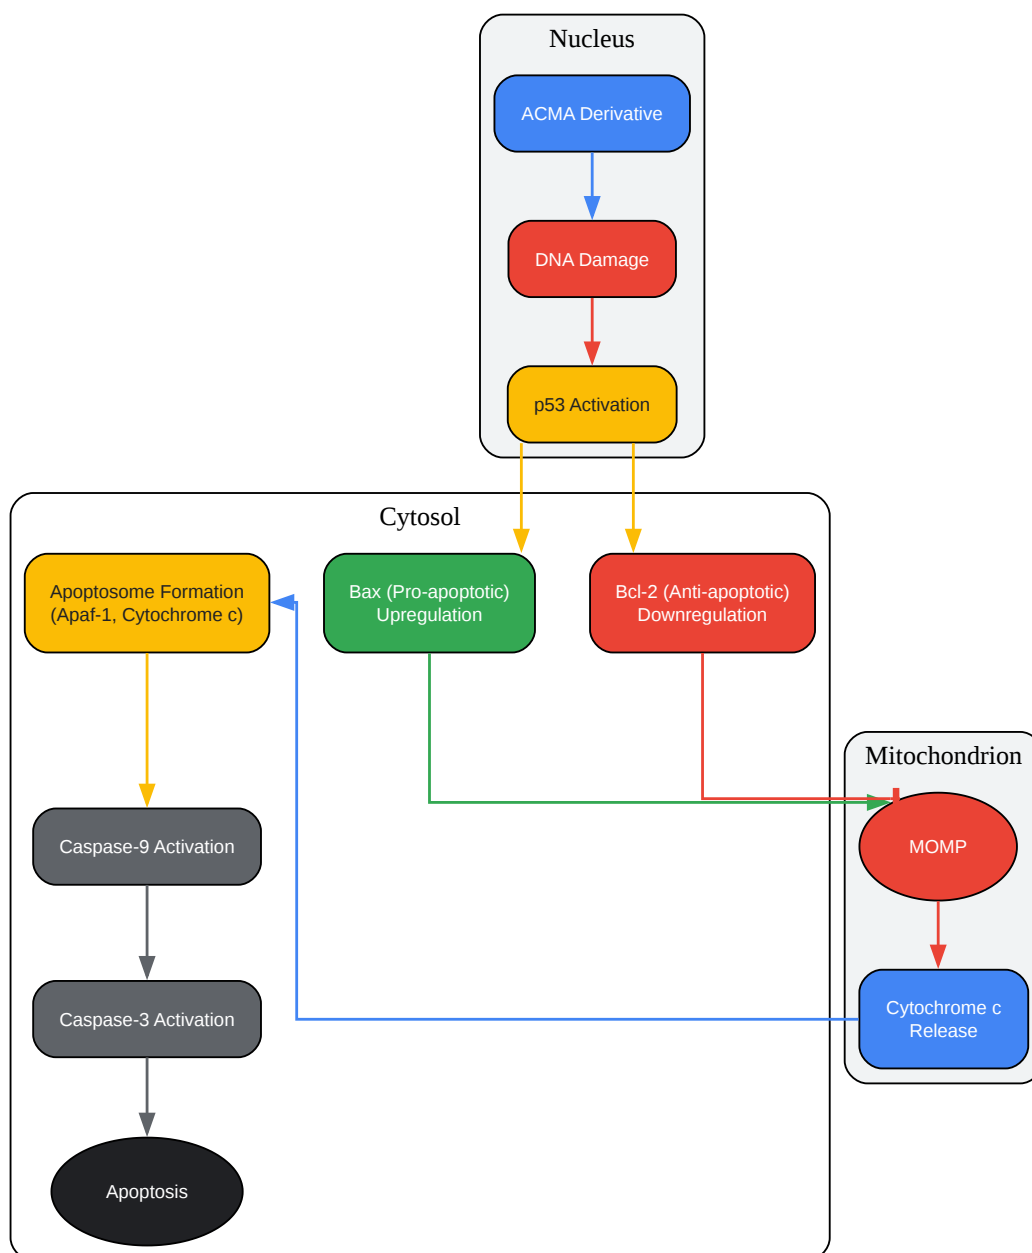 Nucleus
ACMA Derivative
DNA Damage
p53 Activation
Cytosol
Apoptosome Formation
(Apaf-1, Cytochrome c)
Bax (Pro-apoptotic)
Upregulation
Bcl-2 (Anti-apoptotic)
Downregulation
Mitochondrion
MOMP
Caspase-9 Activation
Cytochrome c
Release
Caspase-3 Activation
Apoptosis